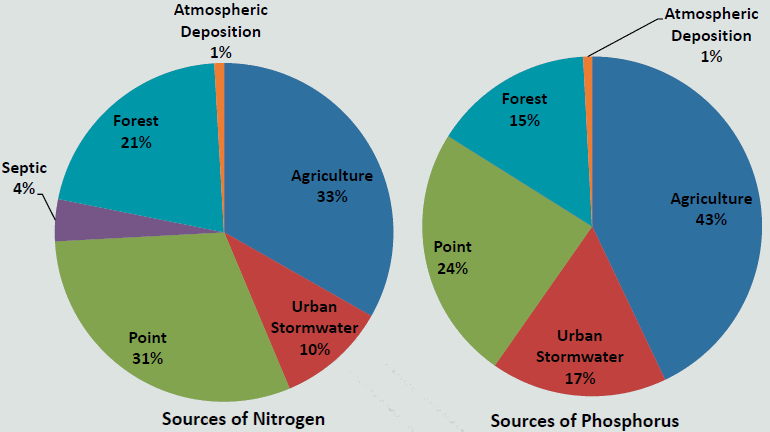 Atmospheric
Deposition
1%
Forest
21%
Septic
4%
Agriculture
33%
Urban
Stormwater
10%
Point
31%
Sources of Nitrogen
Atmospheric
Deposition
1%
Forest
15%
Agriculture
43%
Point
24%
Urban
Stormwater
17%
Sources of Phosphorus